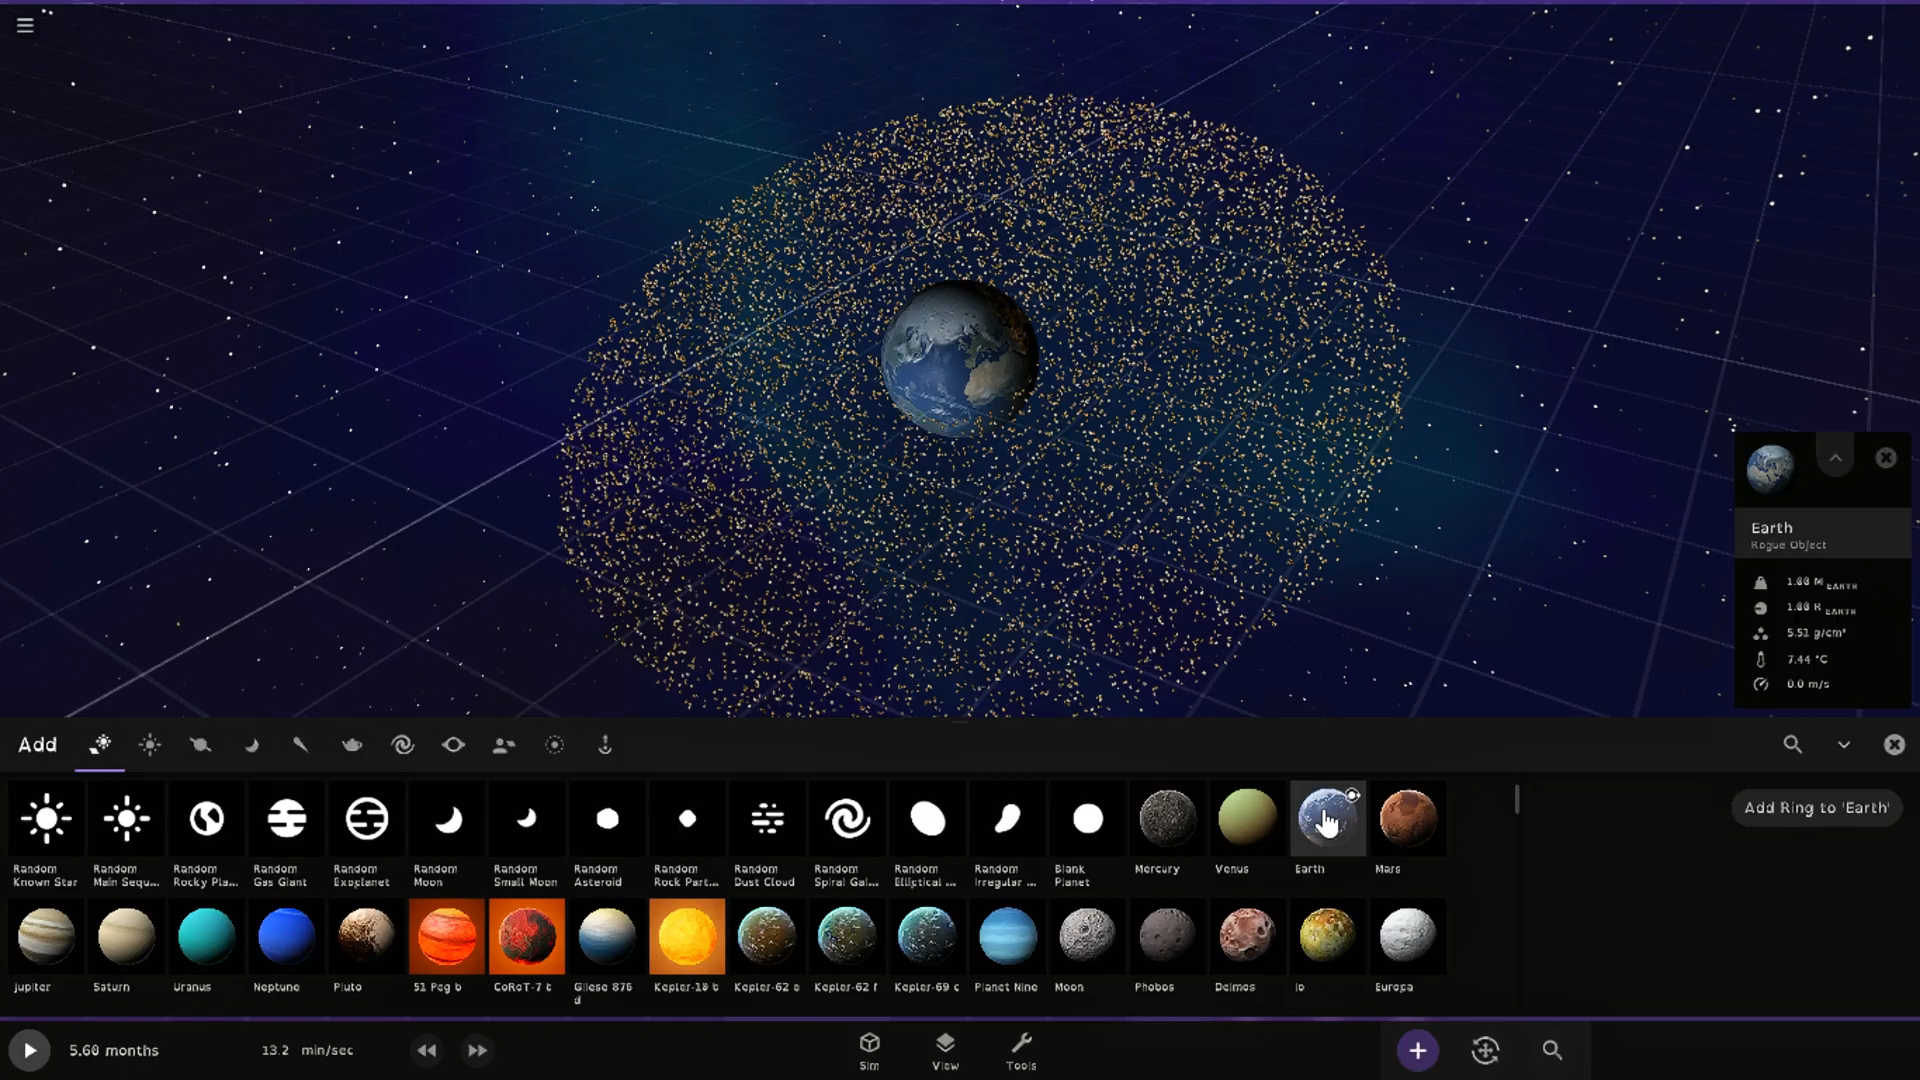 Earth
Rogue Object
1.00 M EARTH
1.00 R EARTH
5.51 g/cm³
7.44 °C
0.0 m/s
Add
Add Ring to 'Earth'
Random Known Star
Random Main Sequ...
Random Rocky Pla...
Random Gas Giant
Random Exoplanet
Random Moon
Random Small Moon
Random Asteroid
Random Rock Part...
Random Dust Cloud
Random Spiral Gal...
Random Elliptical ...
Random Irregular ...
Blank Planet
Mercury
Venus
Earth
Mars
Jupiter
Saturn
Uranus
Neptune
Pluto
51 Peg b
CoRoT-7 b
Gliese 876 d
Kepler-10 b
Kepler-62 e
Kepler-62 f
Kepler-69 c
Planet Nine
Moon
Phobos
Deimos
Io
Europa
5.60 months
13.2 min/sec
Sim
View
Tools